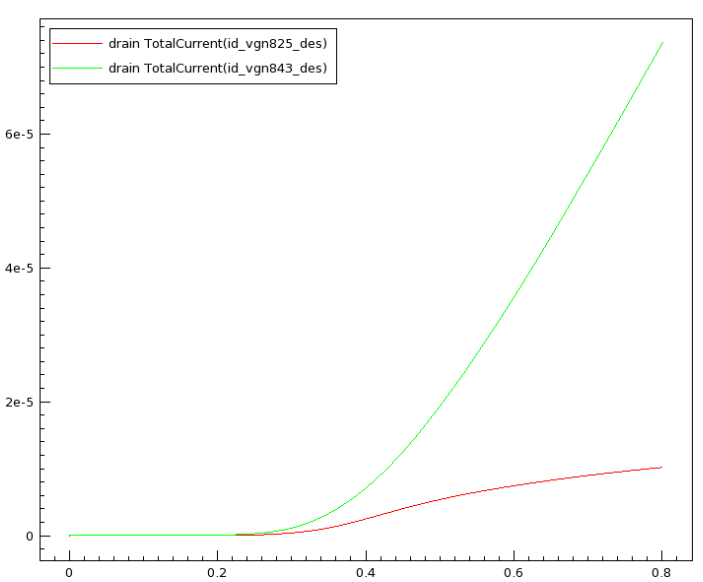 drain TotalCurrent(id_vgn825_des)
drain TotalCurrent(id_vgn843_des)
6e-5
4e-5
2e-5
0
0 0.2 0.4 0.6 0.8